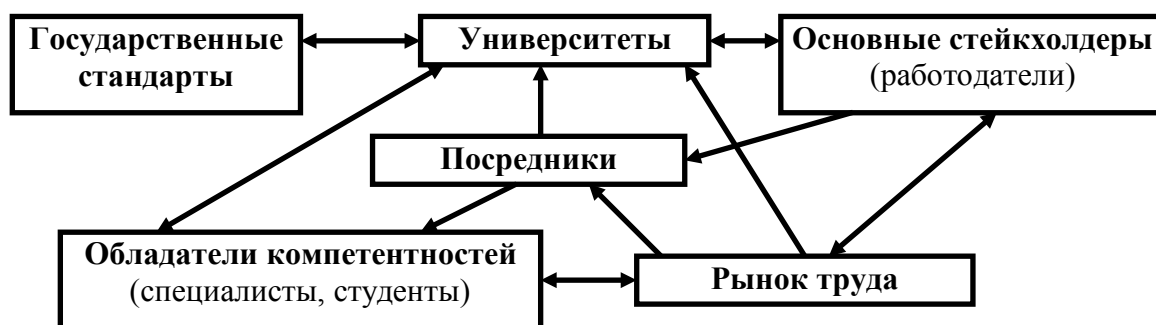 Государственные
стандарты
Университеты
Основные стейкхолдеры
(работодатели)
Посредники
Обладатели компетентностей
(специалисты, студенты)
Рынок труда